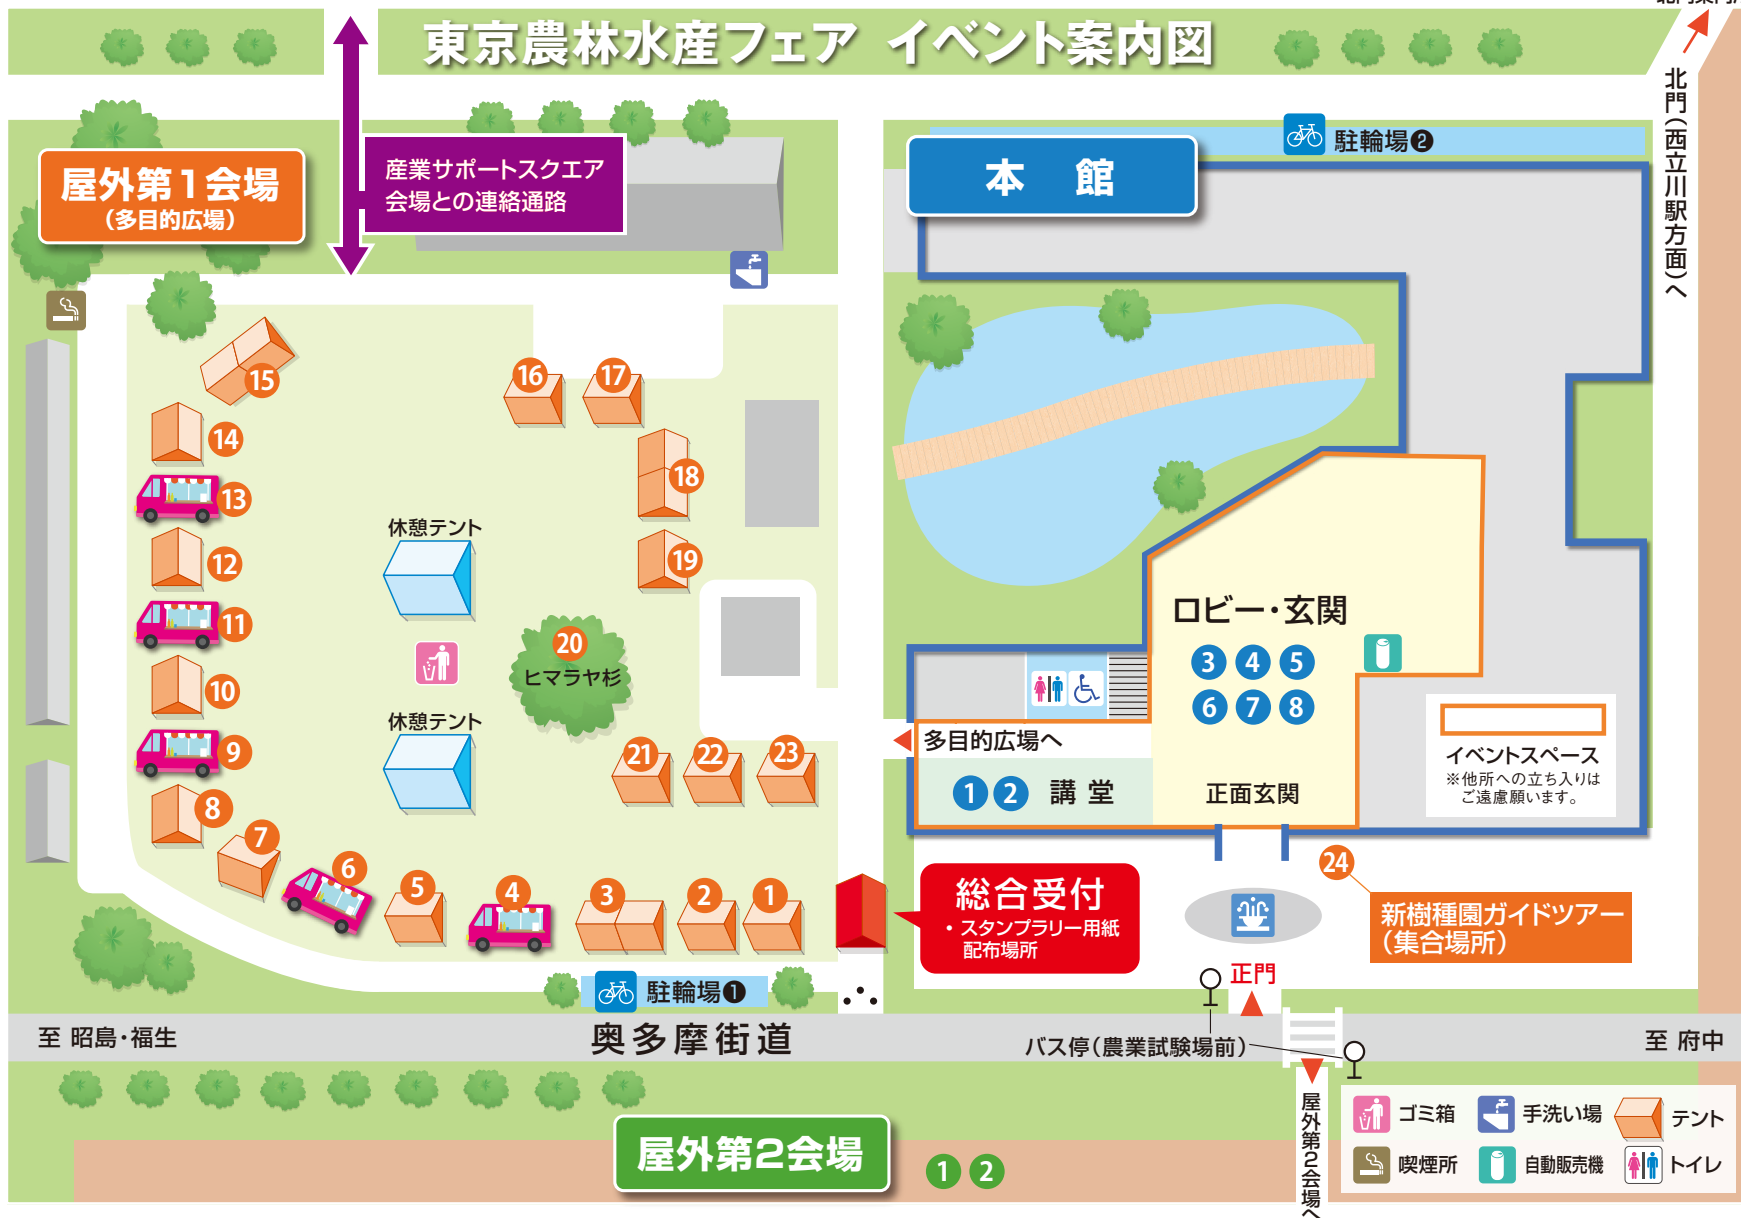 東京農林水産フェア イベント案内図
北門(西立川駅方面)へ
屋外第1会場
(多目的広場)
産業サポートスクエア
会場との連絡通路
本 館
駐輪場❷
15
14
13
12
11
10
9
8
7
6
5
4
3
2
1
16
17
18
19
休憩テント
20
ヒマラヤ杉
休憩テント
21
22
23
ロビー・玄関
3 4 5
6 7 8
多目的広場へ
1 2 講 堂
正面玄関
イベントスペース
※他所への立ち入りは
ご遠慮願います。
総合受付
・スタンプラリー用紙
配布場所
24
新樹種園ガイドツアー
(集合場所)
正門
駐輪場❶
至 昭島・福生
奥多摩街道
バス停(農業試験場前)
至 府中
屋外第2会場
1 2
屋外第2会場へ
ゴミ箱
手洗い場
テント
喫煙所
自動販売機
トイレ